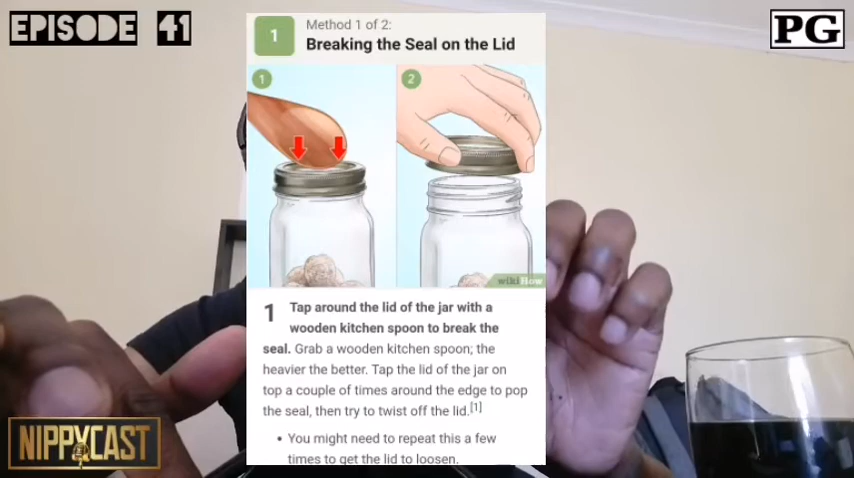 EPISODE 41
PG
1
Method 1 of 2:
Breaking the Seal on the Lid
1
2
wikiHow
1 Tap around the lid of the jar with a
wooden kitchen spoon to break the
seal. Grab a wooden kitchen spoon; the
heavier the better. Tap the lid of the jar on
top a couple of times around the edge to pop
the seal, then try to twist off the lid.[1]
• You might need to repeat this a few
times to get the lid to loosen.
NIPPYCAST